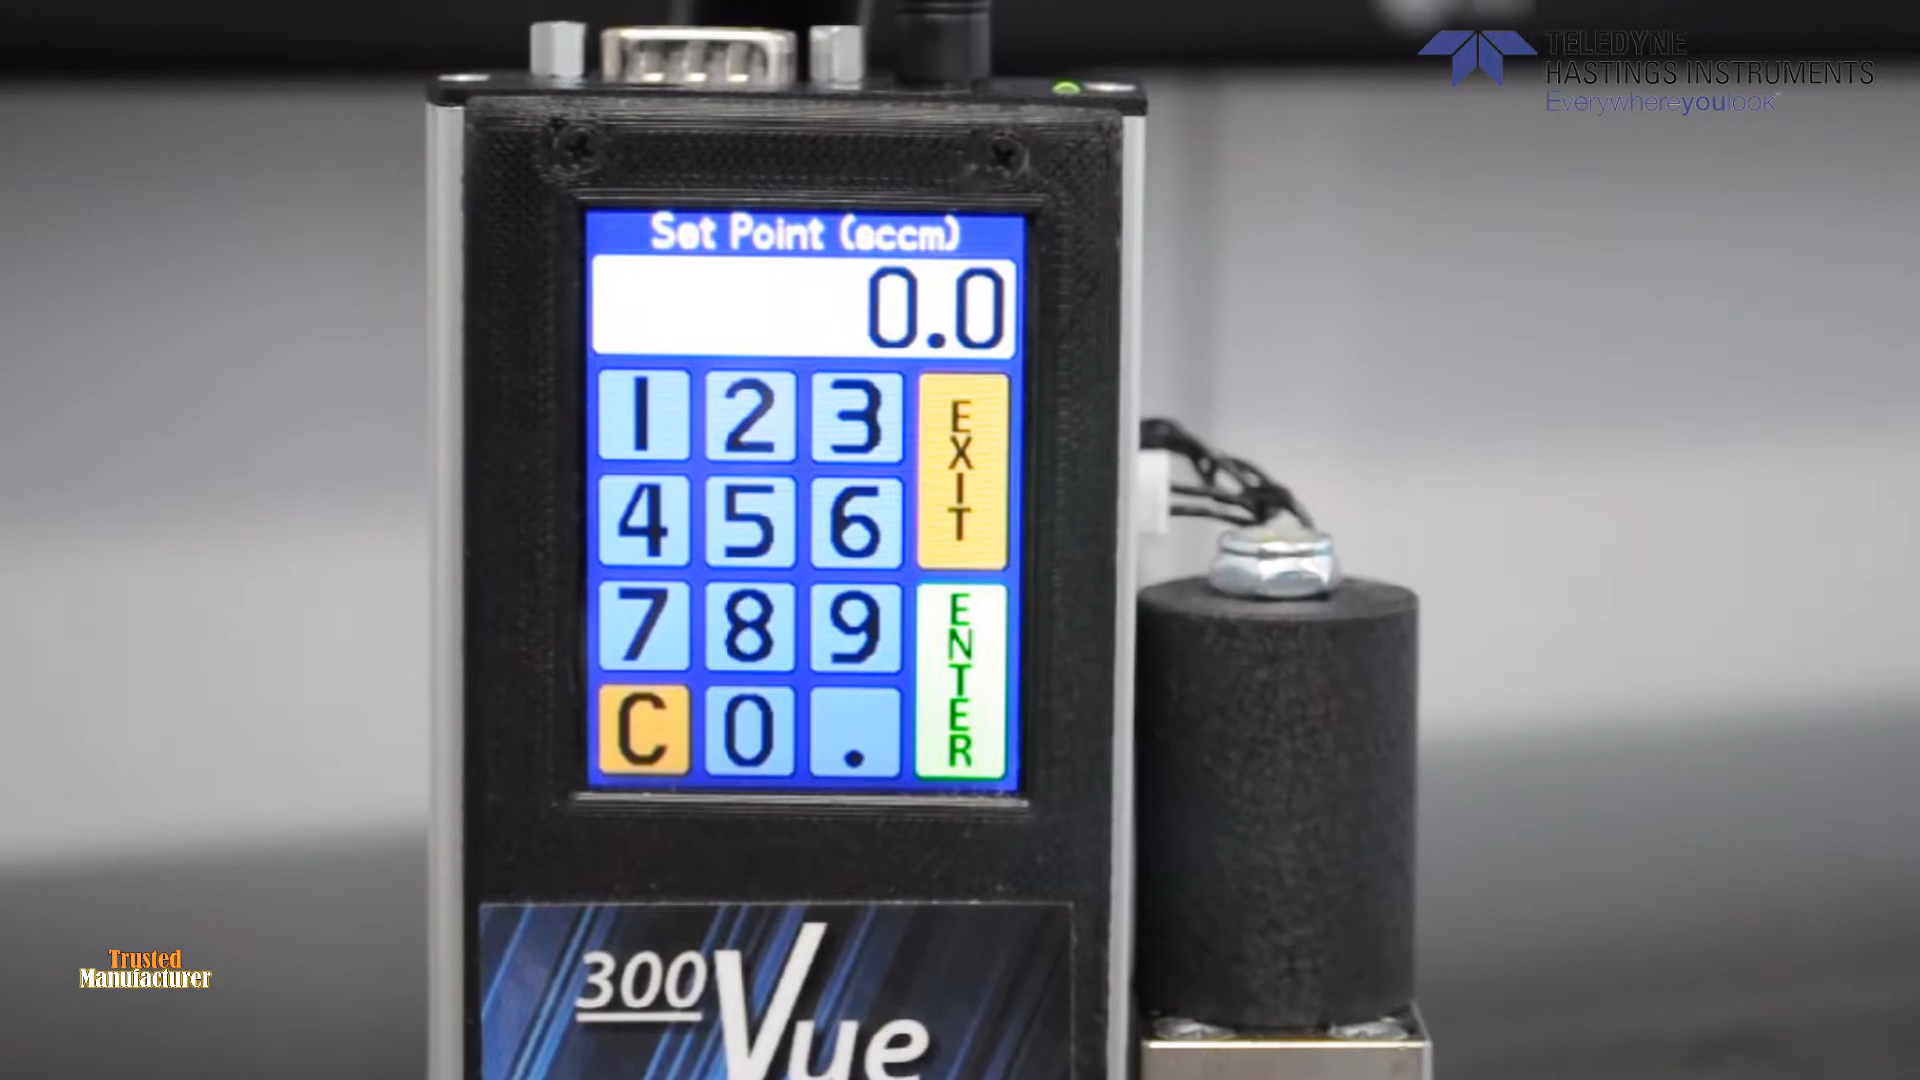 TELEDYNE
HASTINGS INSTRUMENTS
Everywhereyoulook
Set Point (sccm)
0.0
1 2 3 EXIT
4 5 6
7 8 9 ENTER
C 0 .
300 Vue
Trusted
Manufacturer